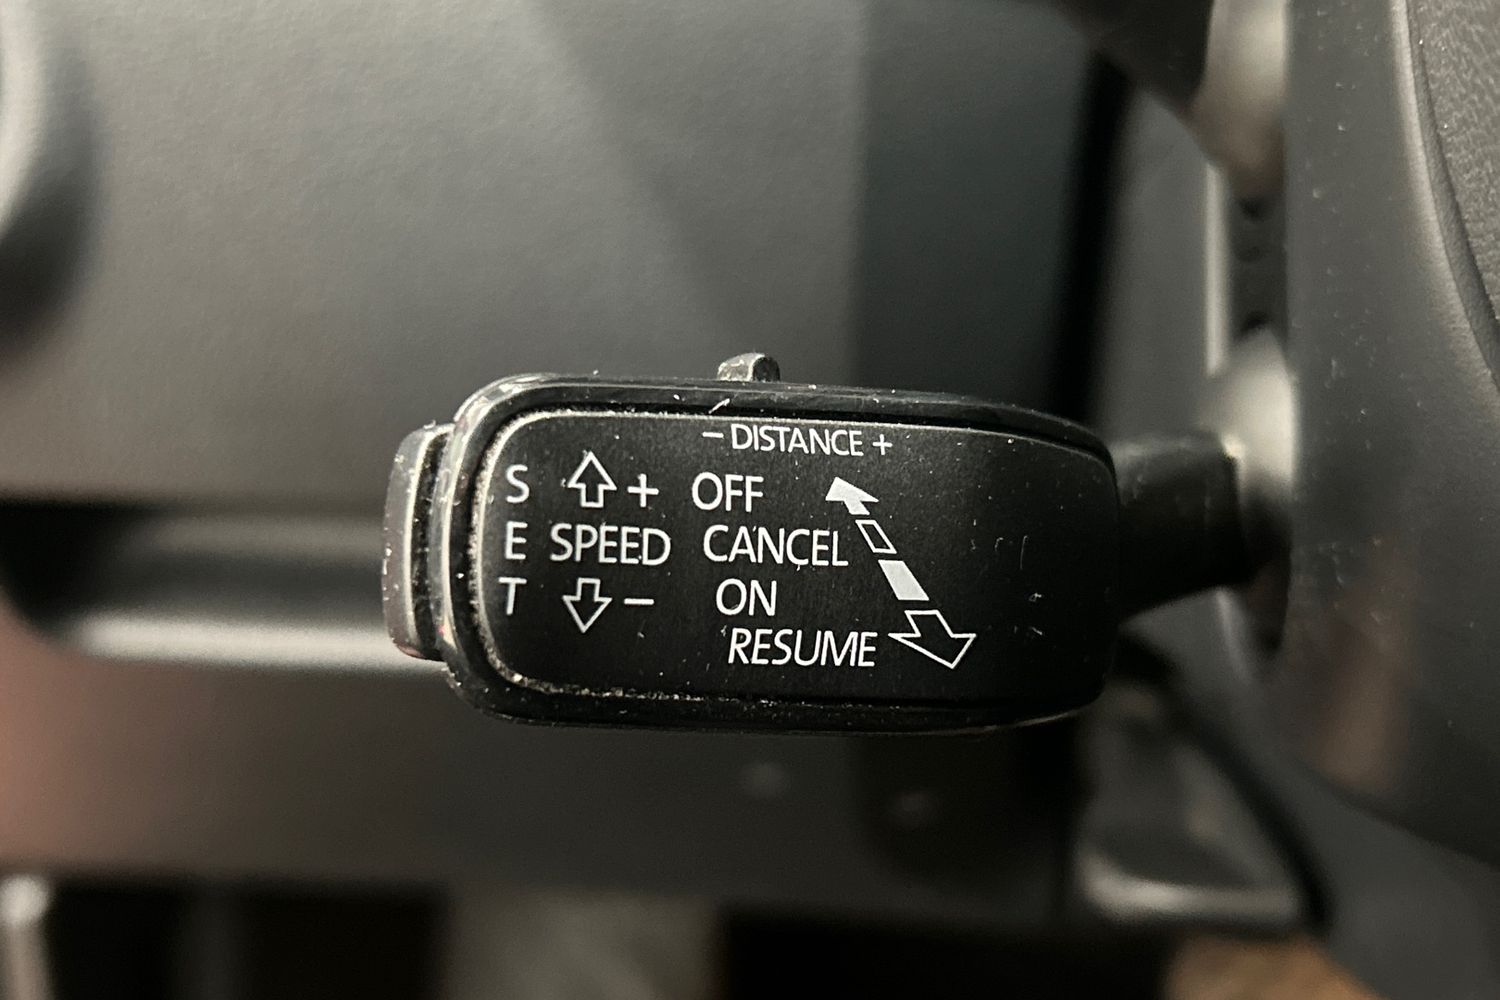 – DISTANCE +
S + OFF
E SPEED CANCEL
T – ON
RESUME